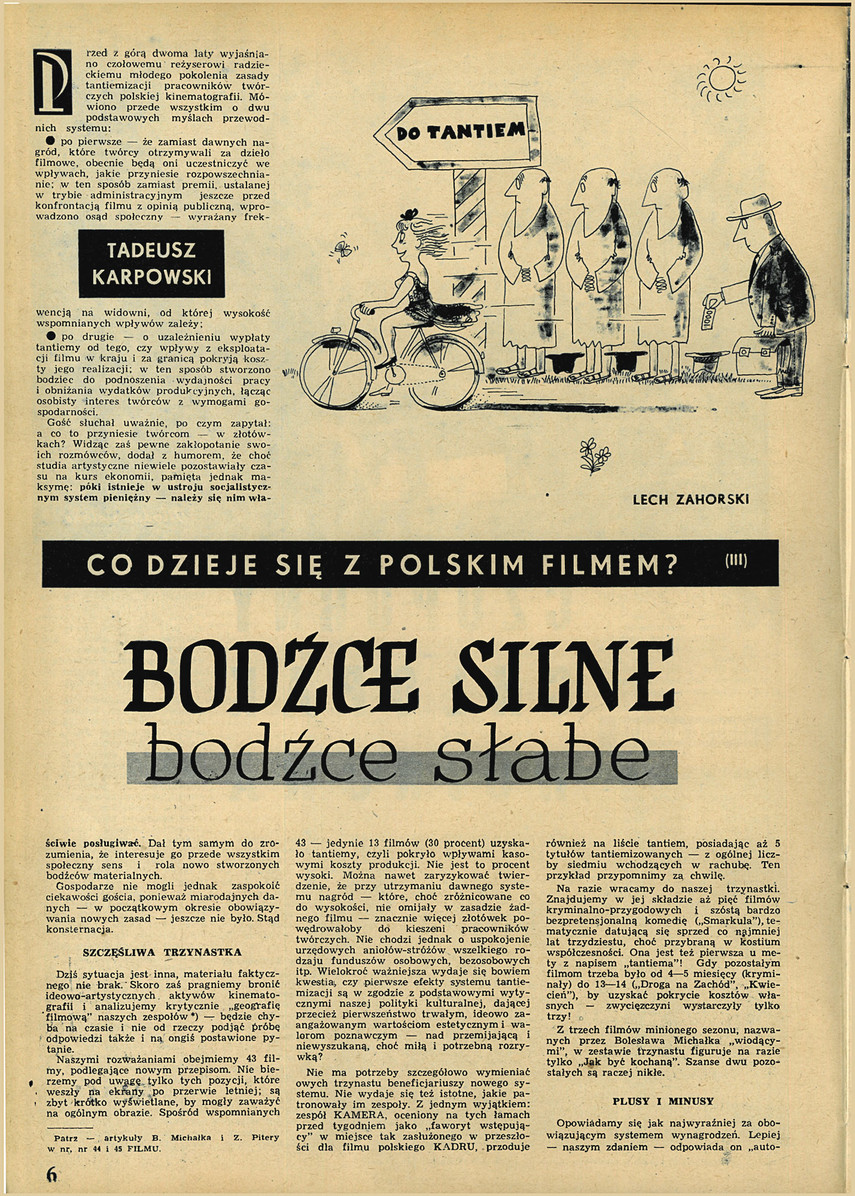 Przed z górą dwoma laty wyjaśnia-
no czołowemu reżyserowi radzie-
ckiemu młodego pokolenia zasady
tantiemizacji pracowników twór-
czych polskiej kinematografii. Mó-
wiono przede wszystkim o dwu
podstawowych myślach przewod-
nich systemu:
● po pierwsze — że zamiast dawnych na-
gród, które twórcy otrzymywali za dzieło
filmowe, obecnie będą oni uczestniczyć we
wpływach, jakie przyniesie rozpowszechnia-
nie; w ten sposób zamiast premii, ustalanej
w trybie administracyjnym jeszcze przed
konfrontacją filmu z opinią publiczną, wpro-
wadzono osąd społeczny — wyrażany frek-
TADEUSZ
KARPOWSKI
wencją na widowni, od której wysokość
wspomnianych wpływów zależy;
● po drugie — o uzależnieniu wypłaty
tantiemy od tego, czy wpływy z eksploata-
cji filmu w kraju i za granicą pokryją kosz-
ty jego realizacji; w ten sposób stworzono
bodziec do podnoszenia wydajności pracy
i obniżania wydatków produkcyjnych, łącząc
osobisty interes twórców z wymogami go-
spodarności.
Gość słuchał uważnie, po czym zapytał:
a co to przyniesie twórcom — w złotów-
kach? Widząc zaś pewne zakłopotanie swo-
ich rozmówców, dodał z humorem, że choć
studia artystyczne niewiele pozostawiały cza-
su na kurs ekonomii, pamięta jednak ma-
ksymę: póki istnieje w ustroju socjalistycz-
nym system pieniężny — należy się nim wła-
DO TANTIEM
1000
LECH ZAHORSKI
CO DZIEJE SIĘ Z POLSKIM FILMEM? (III)
BODŹCE SILNE
bodźce słabe
ściwie posługiwać. Dał tym samym do zro-
zumienia, że interesuje go przede wszystkim
społeczny sens i rola nowo stworzonych
bodźców materialnych.
Gospodarze nie mogli jednak zaspokoić
ciekawości gościa, ponieważ miarodajnych da-
nych — w początkowym okresie obowiązy-
wania nowych zasad — jeszcze nie było. Stąd
konsternacja.
SZCZĘŚLIWA TRZYNASTKA
Dziś sytuacja jest inna, materiału faktycz-
nego nie brak. Skoro zaś pragniemy bronić
ideowo-artystycznych aktywów kinemato-
grafii i analizujemy krytycznie „geografię
filmową” naszych zespołów *) — będzie chy-
ba na czasie i nie od rzeczy podjąć próbę
odpowiedzi także i na ongiś postawione py-
tanie.
Naszymi rozważaniami obejmiemy 43 fil-
my, podlegające nowym przepisom. Nie bie-
rzemy pod uwagę tylko tych pozycji, które
weszły na ekrany po przerwie letniej; są
zbyt krótko wyświetlane, by mogły zaważyć
na ogólnym obrazie. Spośród wspomnianych
Patrz — artykuły B. Michałka i Z. Pitery
w nr, nr 44 i 45 FILMU.
6
43 — jedynie 13 filmów (30 procent) uzyska-
ło tantiemy, czyli pokryło wpływami kaso-
wymi koszty produkcji. Nie jest to procent
wysoki. Można nawet zaryzykować twier-
dzenie, że przy utrzymaniu dawnego syste-
mu nagród — które, choć zróżnicowane co
do wysokości, nie omijały w zasadzie żad-
nego filmu — znacznie więcej złotówek po-
wędrowałoby do kieszeni pracowników
twórczych. Nie chodzi jednak o uspokojenie
urzędowych aniołów-stróżów wszelkiego ro-
dzaju funduszów osobowych, bezosobowych
itp. Wielokroć ważniejsza wydaje się bowiem
kwestia, czy pierwsze efekty systemu tantie-
mizacji są w zgodzie z podstawowymi wyty-
cznymi naszej polityki kulturalnej, dającej
przecież pierwszeństwo trwałym, ideowo za-
angażowanym wartościom estetycznym i wa-
lorom poznawczym — nad przemijającą i
niewyszukaną, choć miłą i potrzebną rozry-
wką?
Nie ma potrzeby szczegółowo wymieniać
owych trzynastu beneficjariuszy nowego sy-
stemu. Nie wydaje się też istotne, jakie pa-
tronowały im zespoły. Z jednym wyjątkiem:
zespół KAMERA, oceniony na tych łamach
przed tygodniem jako „faworyt wstępują-
cy” w miejsce tak zasłużonego w przeszło-
ści dla filmu polskiego KADRU, przoduje
również na liście tantiem, posiadając aż 5
tytułów tantiemizowanych — z ogólnej licz-
by siedmiu wchodzących w rachubę. Ten
przykład przypomnimy za chwilę.
Na razie wracamy do naszej trzynastki.
Znajdujemy w jej składzie aż pięć filmów
kryminalno-przygodowych i szóstą bardzo
bezpretensjonalną komedię („Smarkula”), te-
matycznie datującą się sprzed co najmniej
lat trzydziestu, choć przybraną w kostium
współczesności. Ona jest też pierwsza u me-
ty z napisem „tantiema”! Gdy pozostałym
filmom trzeba było od 4—5 miesięcy (krymi-
nały) do 13—14 („Droga na Zachód”, „Kwie-
cień”), by uzyskać pokrycie kosztów wła-
snych — zwycięzczyni wystarczyły tylko
trzy!
Z trzech filmów minionego sezonu, nazwa-
nych przez Bolesława Michałka „wiodący-
mi”, w zestawie trzynastu figuruje na razie
tylko „Jak być kochaną”. Szanse dwu pozo-
stałych są raczej nikłe.
PLUSY I MINUSY
Opowiadamy się jak najwyraźniej za obo-
wiązującym systemem wynagrodzeń. Lepiej
— naszym zdaniem — odpowiada on „auto-